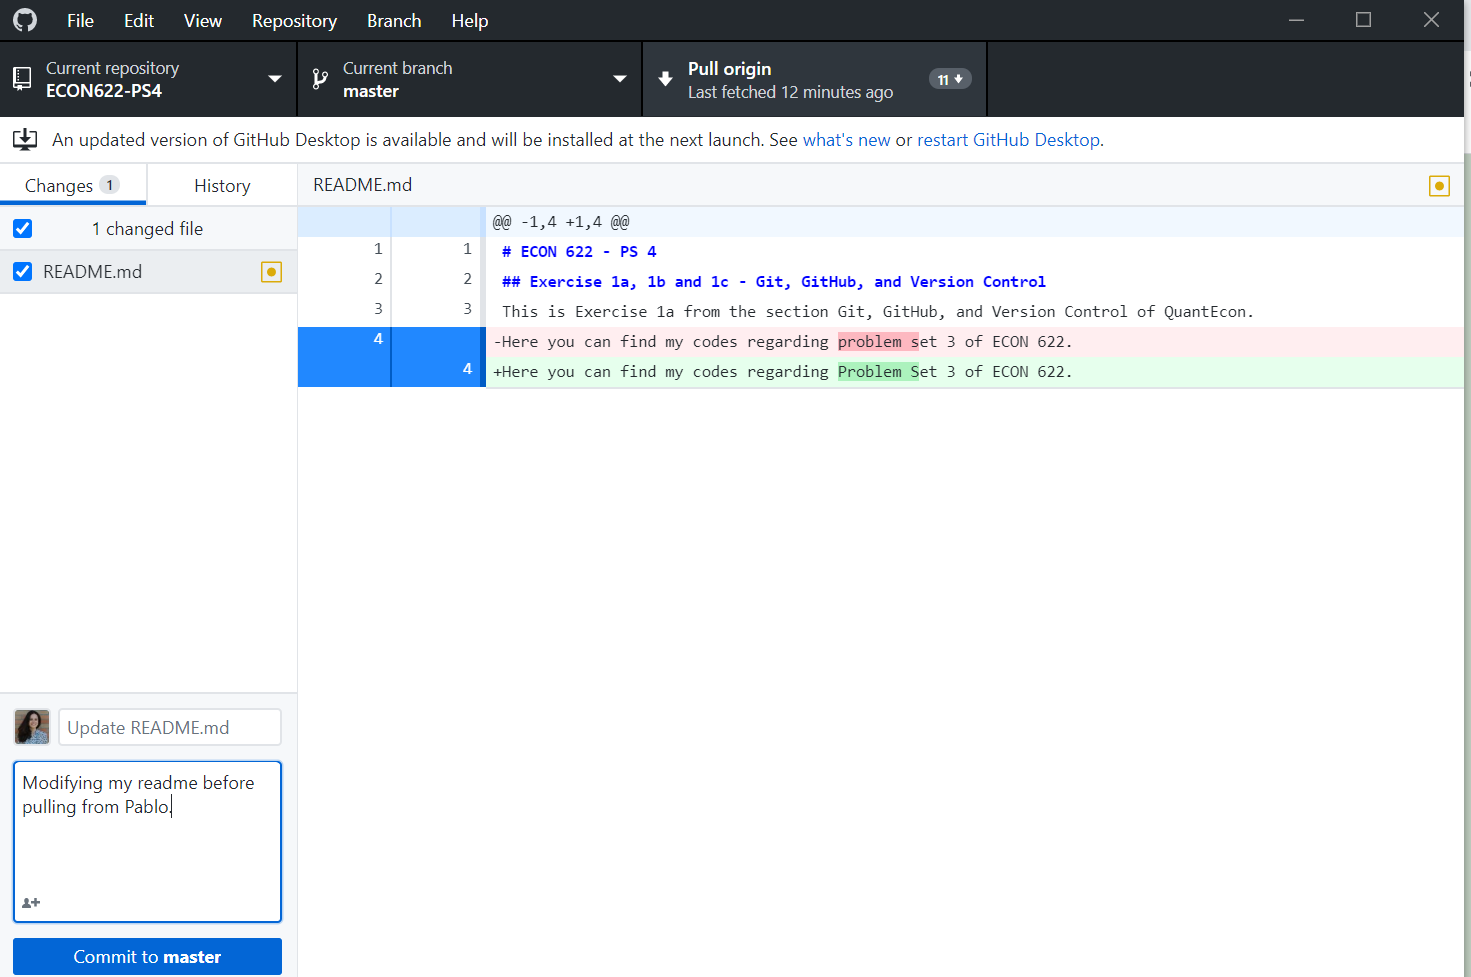 File Edit View Repository Branch Help
Current repository
ECON622-PS4
Current branch
master
Pull origin
Last fetched 12 minutes ago
11
An updated version of GitHub Desktop is available and will be installed at the next launch. See what's new or restart GitHub Desktop.
Changes 1
History
README.md
1 changed file
README.md
@@ -1,4 +1,4 @@
1 1 # ECON 622 - PS 4
2 2 ## Exercise 1a, 1b and 1c - Git, GitHub, and Version Control
3 3 This is Exercise 1a from the section Git, GitHub, and Version Control of QuantEcon.
4 -Here you can find my codes regarding problem set 3 of ECON 622.
4 +Here you can find my codes regarding Problem Set 3 of ECON 622.
Update README.md
Modifying my readme before
pulling from Pablo.
Commit to master